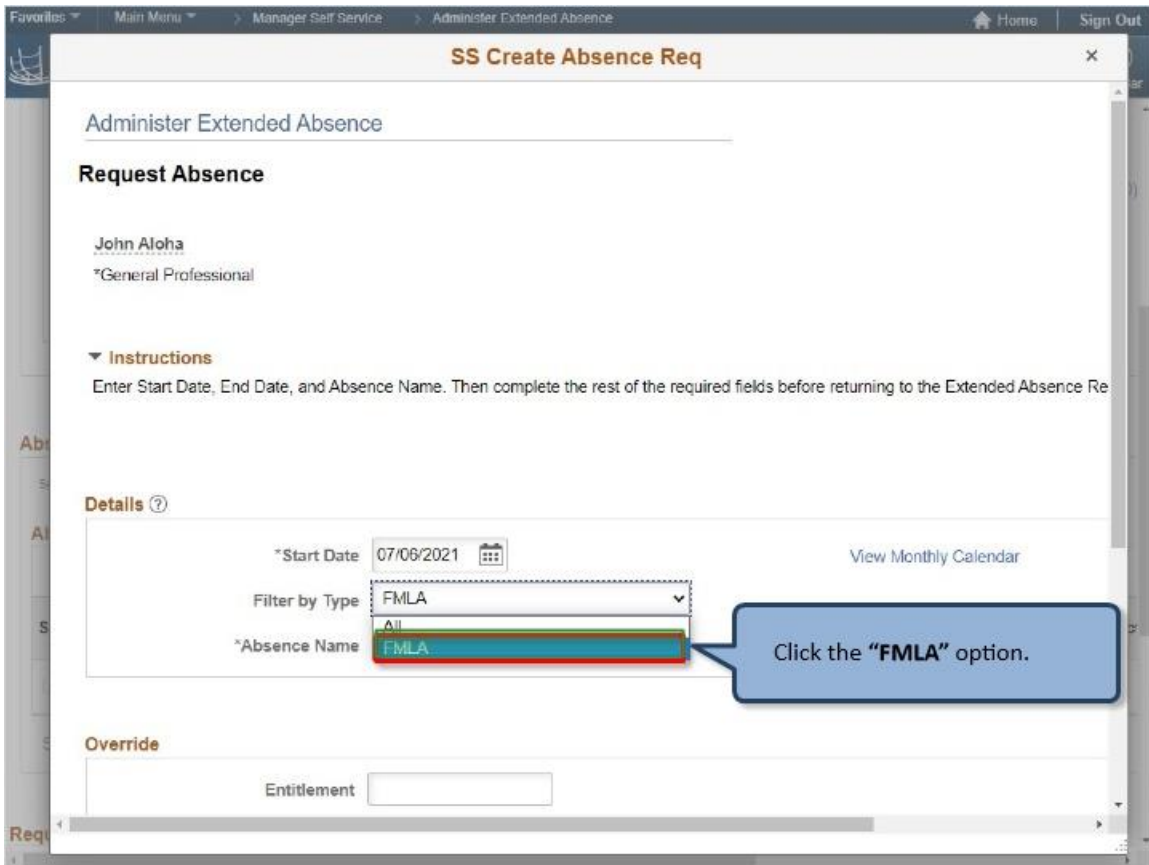 Favorites Main Menu > Manager Self Service > Administer Extended Absence Home Sign Out
SS Create Absence Req ×
Administer Extended Absence
Request Absence
John Aloha
*General Professional
Instructions
Enter Start Date, End Date, and Absence Name. Then complete the rest of the required fields before returning to the Extended Absence Re
Details ?
*Start Date 07/06/2021 View Monthly Calendar
Filter by Type FMLA
All
*Absence Name FMLA
Click the “FMLA” option.
Override
Entitlement